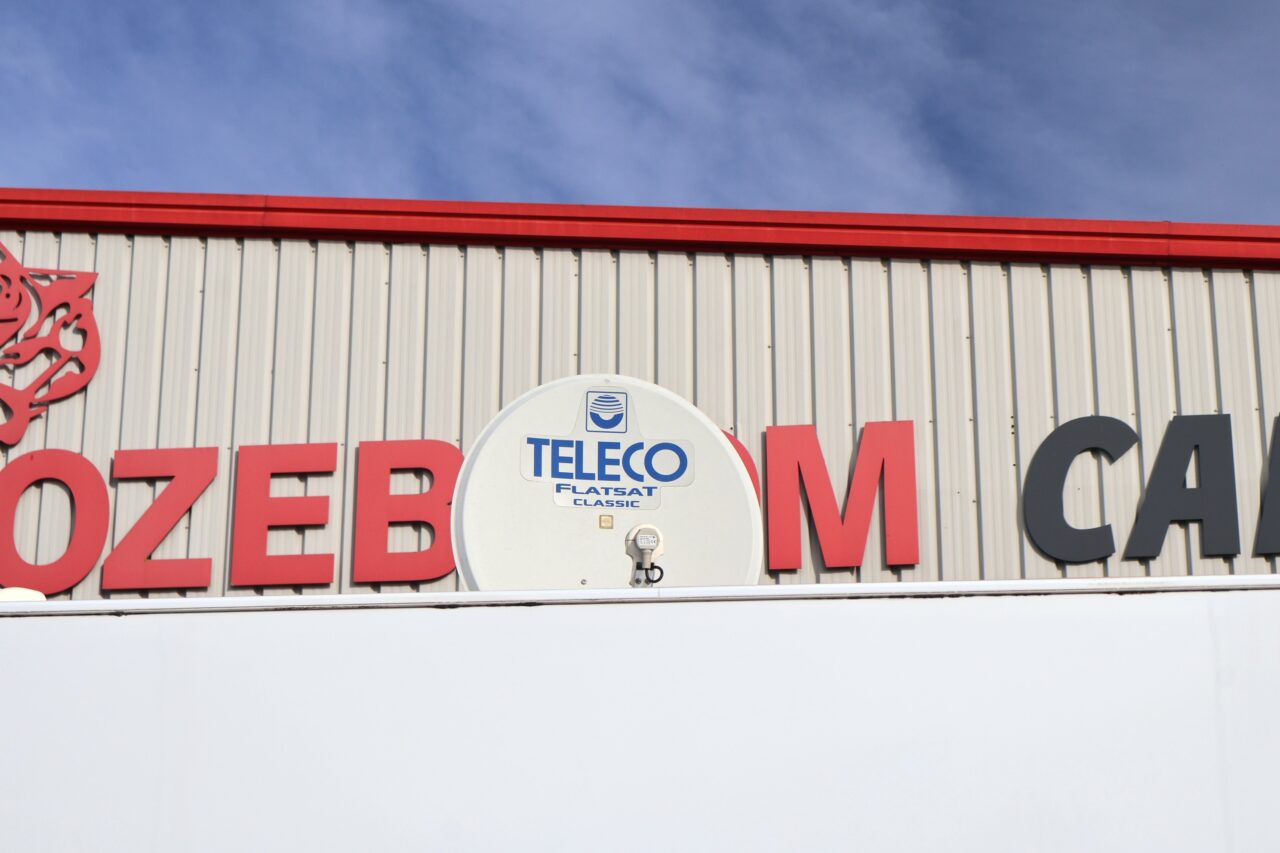 TELECO
FLATSAT
CLASSIC
OZEB M CA